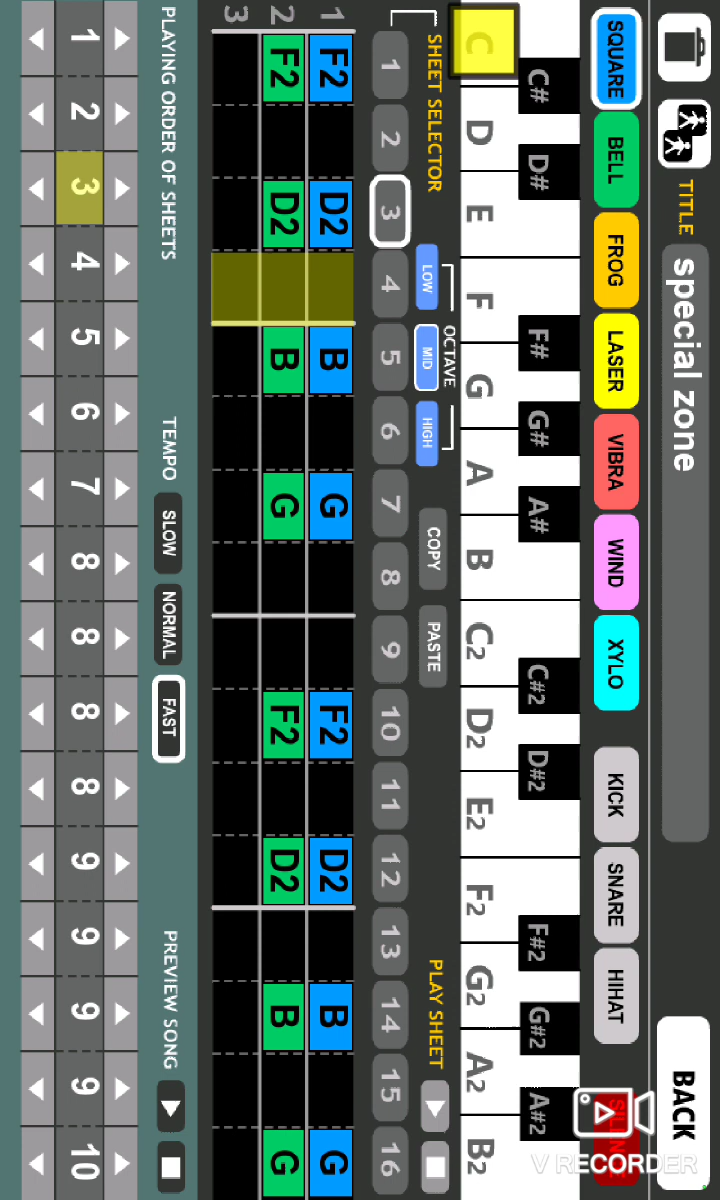 TITLE special zone BACK
SQUARE BELL FROG LASER VIBRA WIND XYLO KICK SNARE HIHAT
V RECORDER
C# D# F# G# A# C#2 D#2 F#2 G#2 A#2
C D E F G A B C2 D2 E2 F2 G2 A2 B2
OCTAVE
SHEET SELECTOR LOW MID HIGH COPY PASTE PLAY SHEET
1 2 3 4 5 6 7 8 9 10 11 12 13 14 15 16
1 F2 D2 B G F2 D2 B G
2 F2 D2 B G F2 D2 B G
3
PLAYING ORDER OF SHEETS TEMPO SLOW NORMAL FAST PREVIEW SONG
1 2 3 4 5 6 7 8 8 8 8 9 9 9 9 10